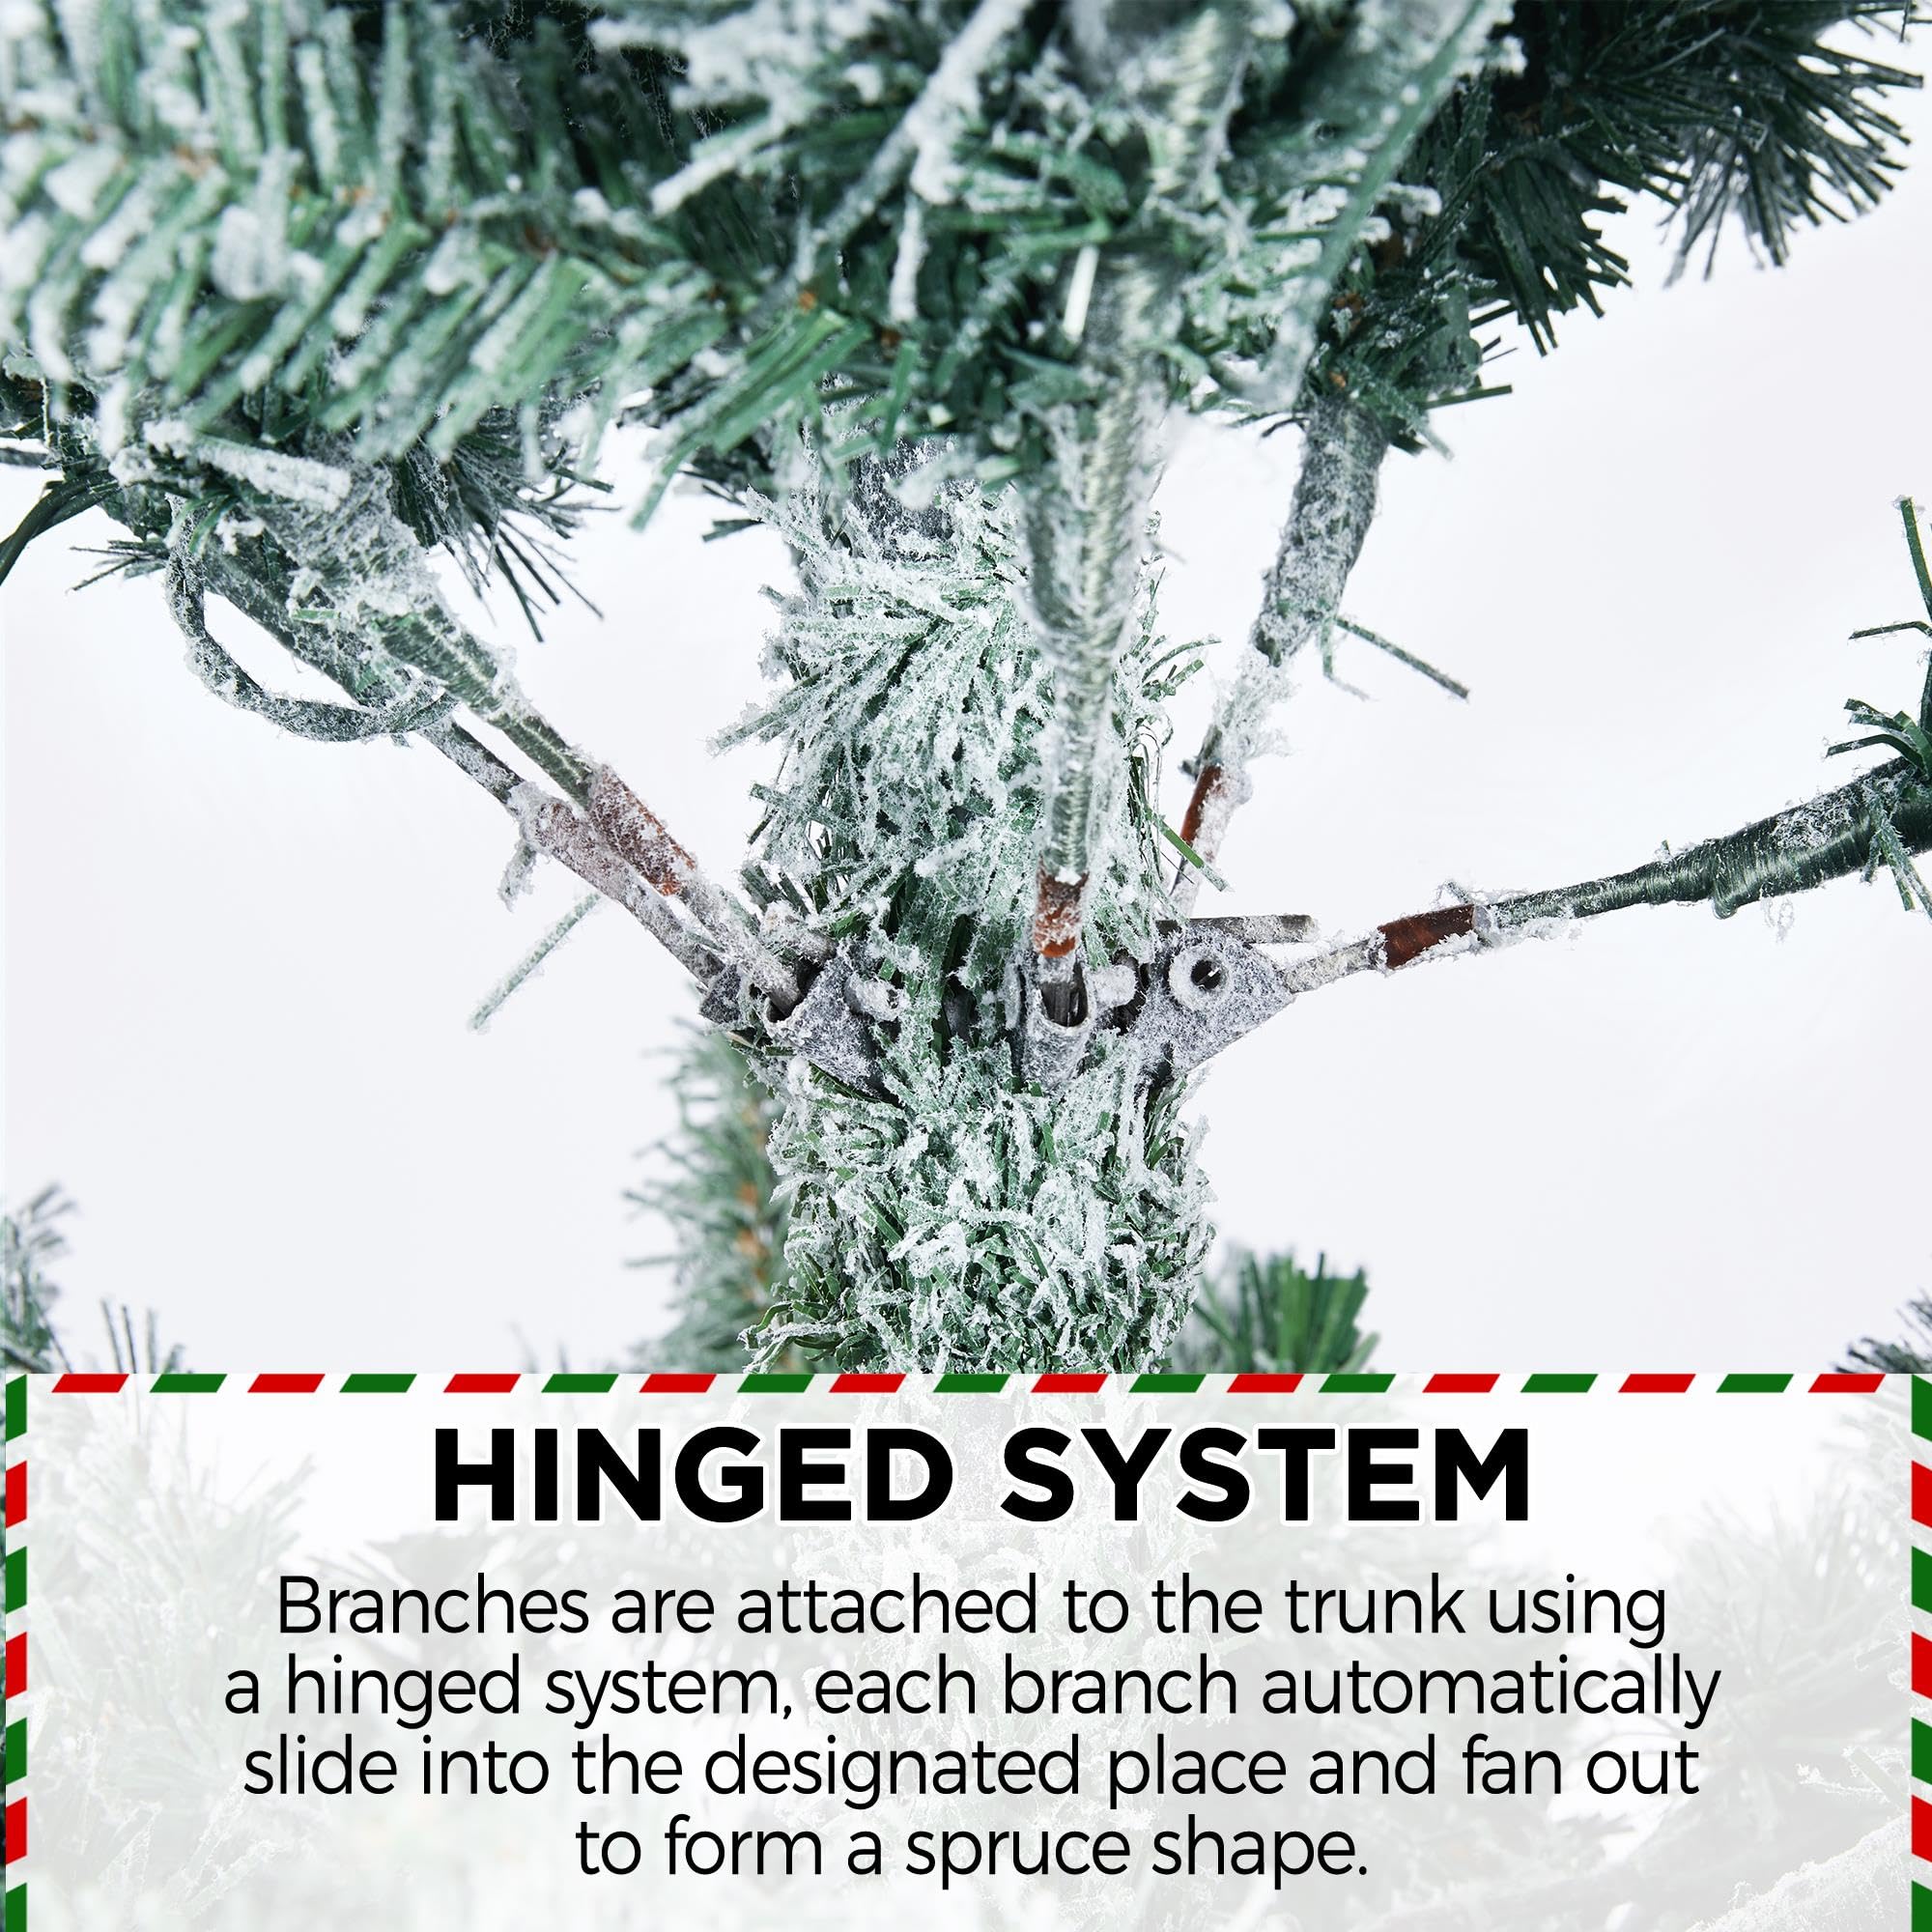 HINGED SYSTEM
Branches are attached to the trunk using
a hinged system, each branch automatically
slide into the designated place and fan out
to form a spruce shape.